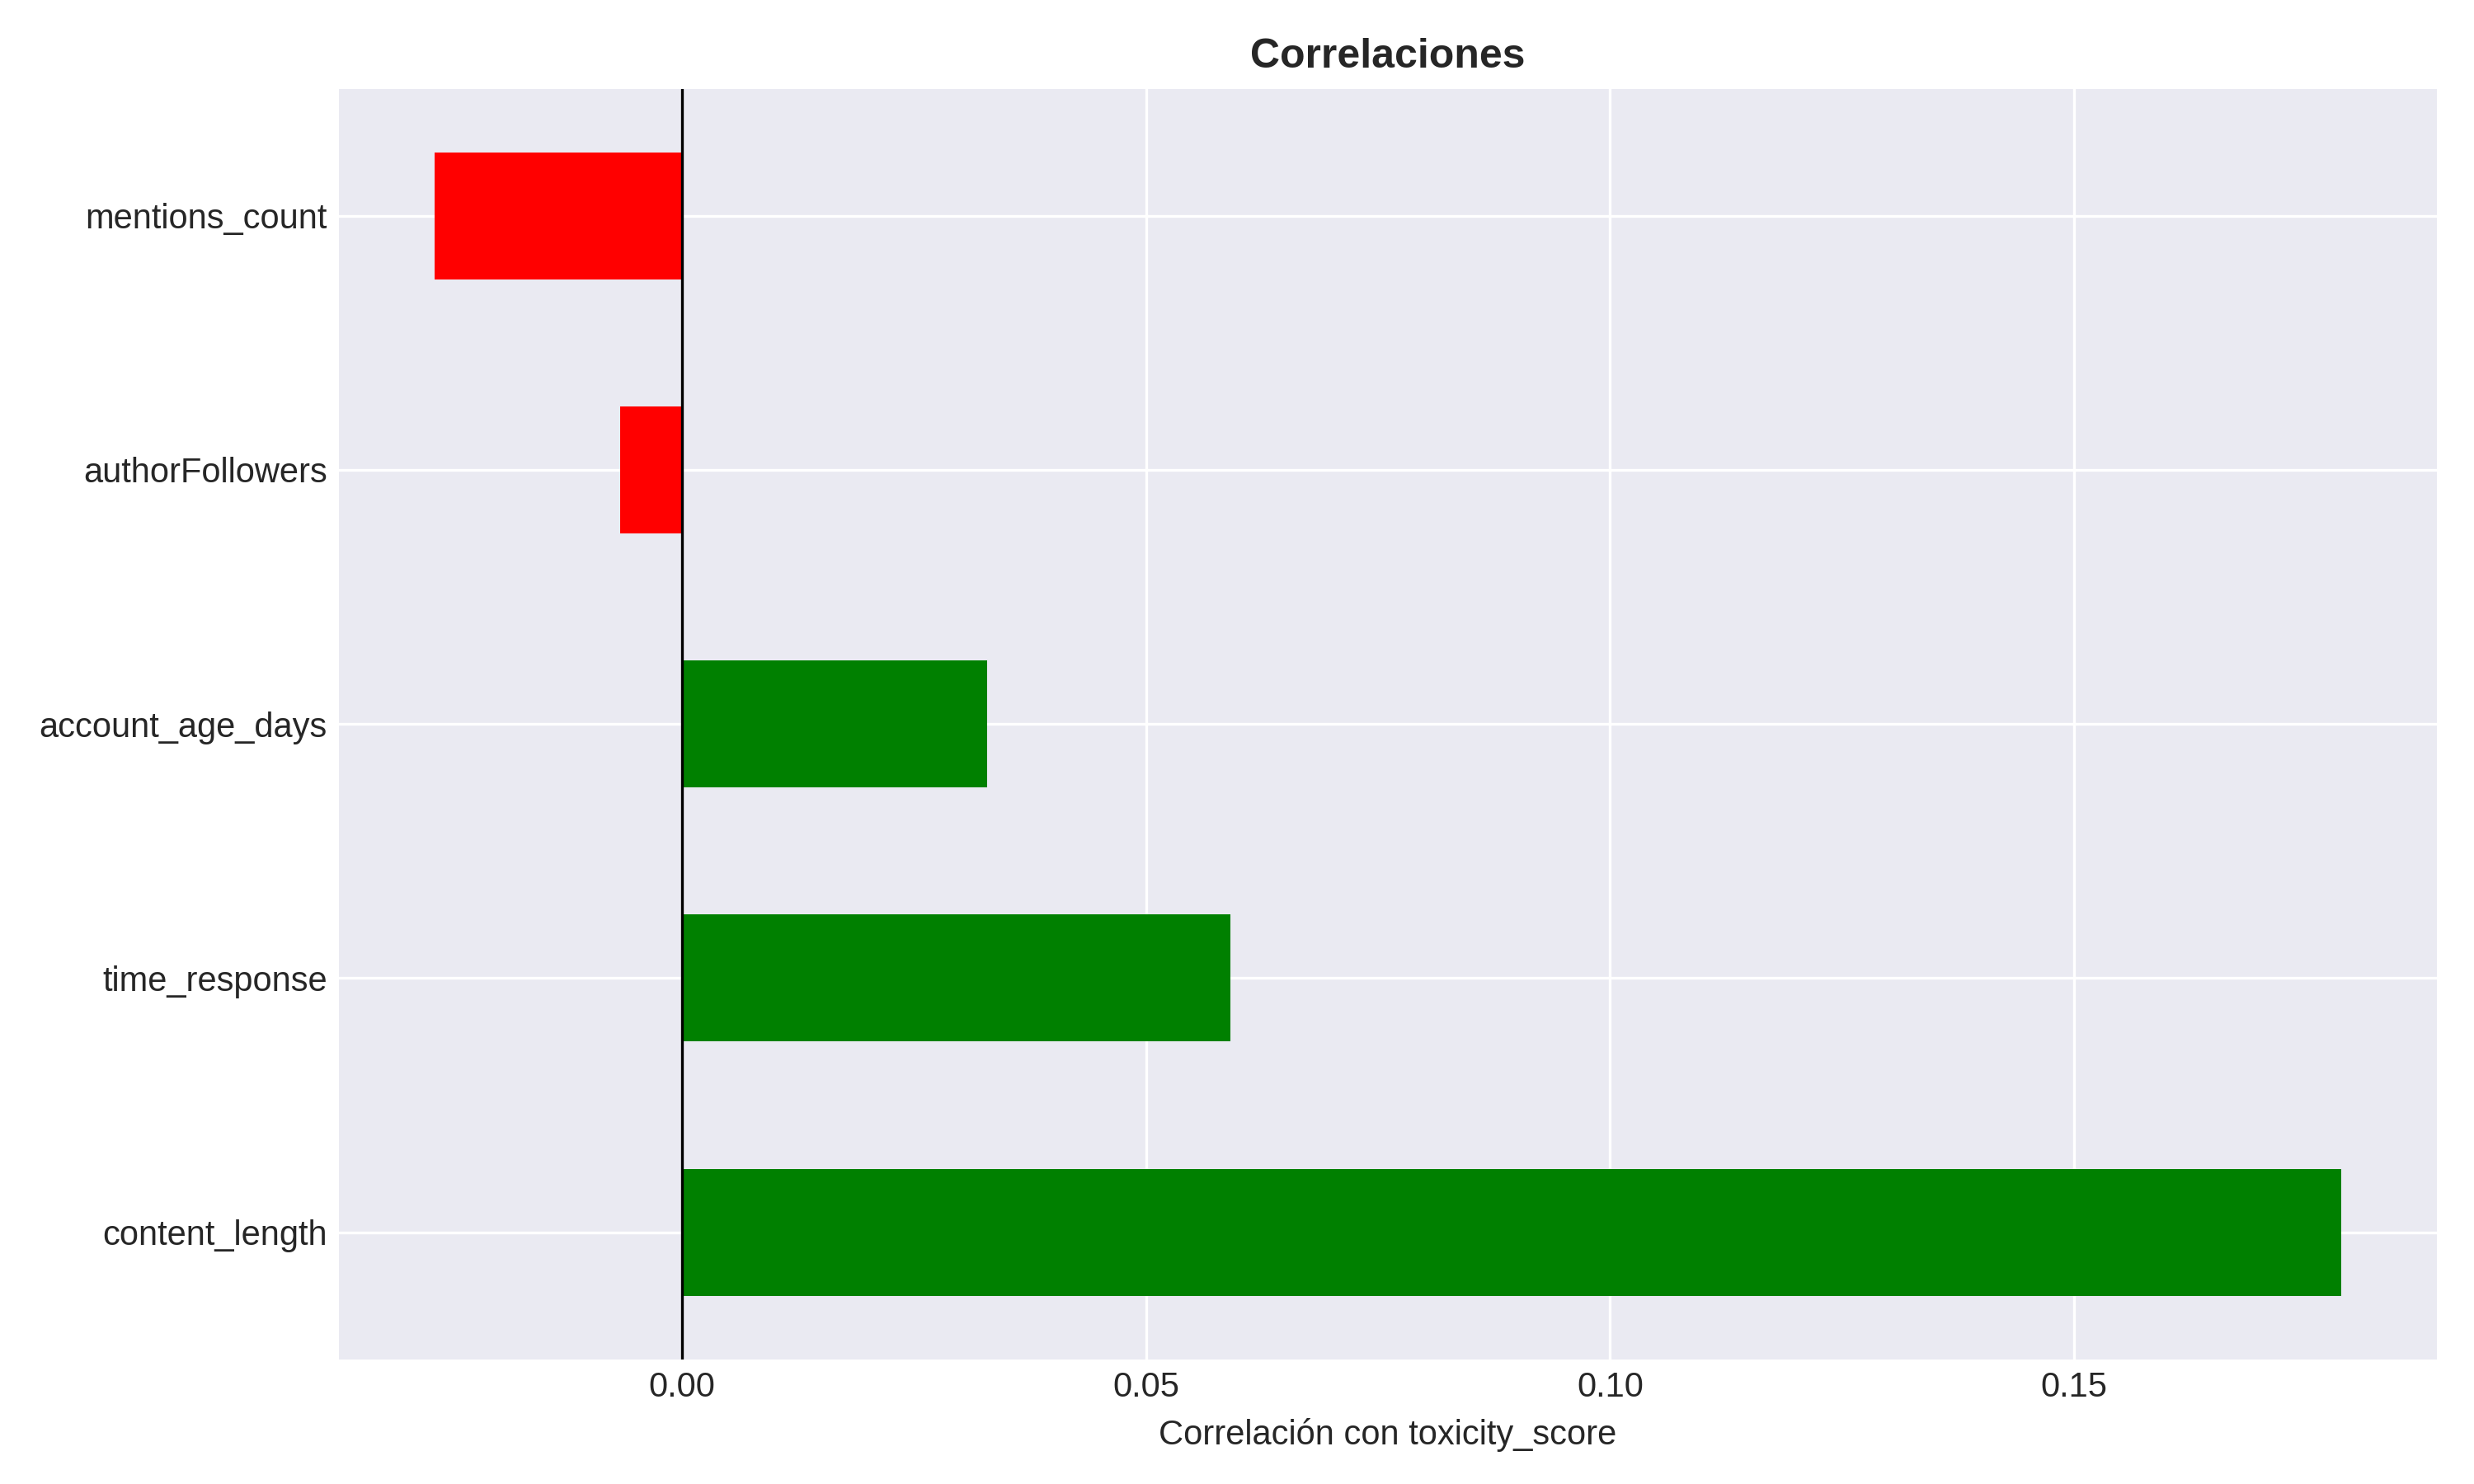 Correlaciones
mentions_count
authorFollowers
account_age_days
time_response
content_length
0.00 0.05 0.10 0.15
Correlación con toxicity_score